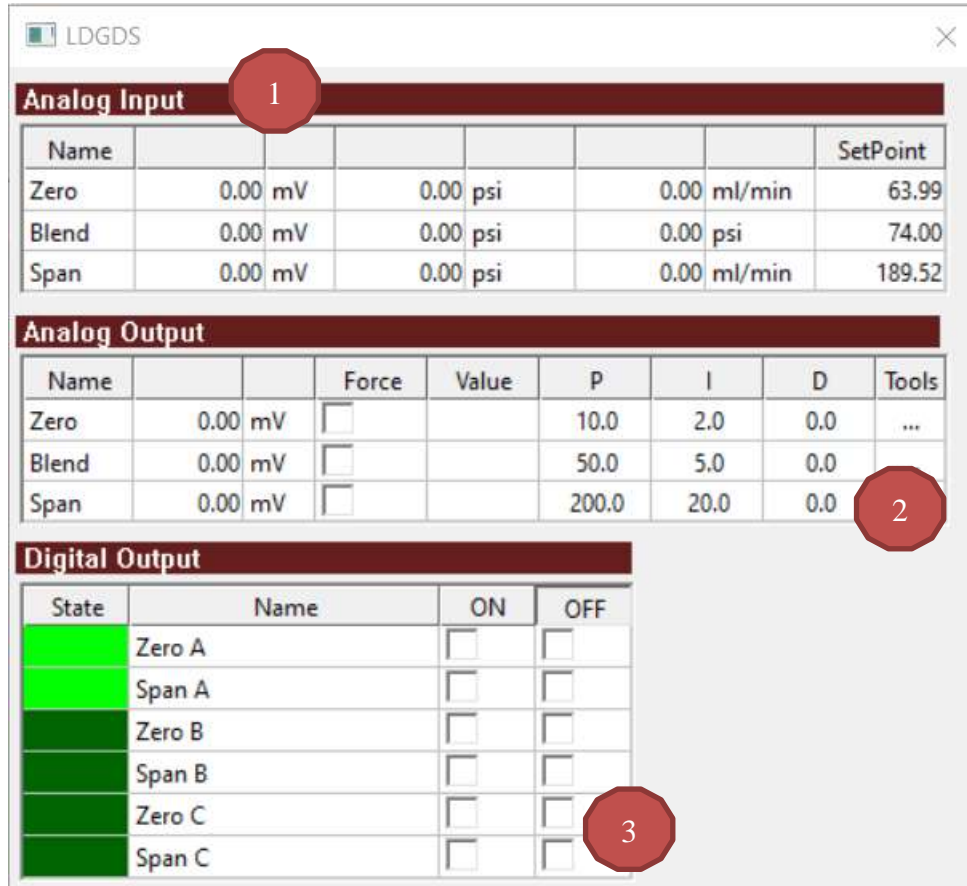 LDGDS
Analog Input 1
Name SetPoint
Zero 0.00 mV 0.00 psi 0.00 ml/min 63.99
Blend 0.00 mV 0.00 psi 0.00 psi 74.00
Span 0.00 mV 0.00 psi 0.00 ml/min 189.52
Analog Output
Name Force Value P I D Tools
Zero 0.00 mV 10.0 2.0 0.0 ...
Blend 0.00 mV 50.0 5.0 0.0
Span 0.00 mV 200.0 20.0 0.0 2
Digital Output
State Name ON OFF
Zero A
Span A
Zero B
Span B
Zero C 3
Span C